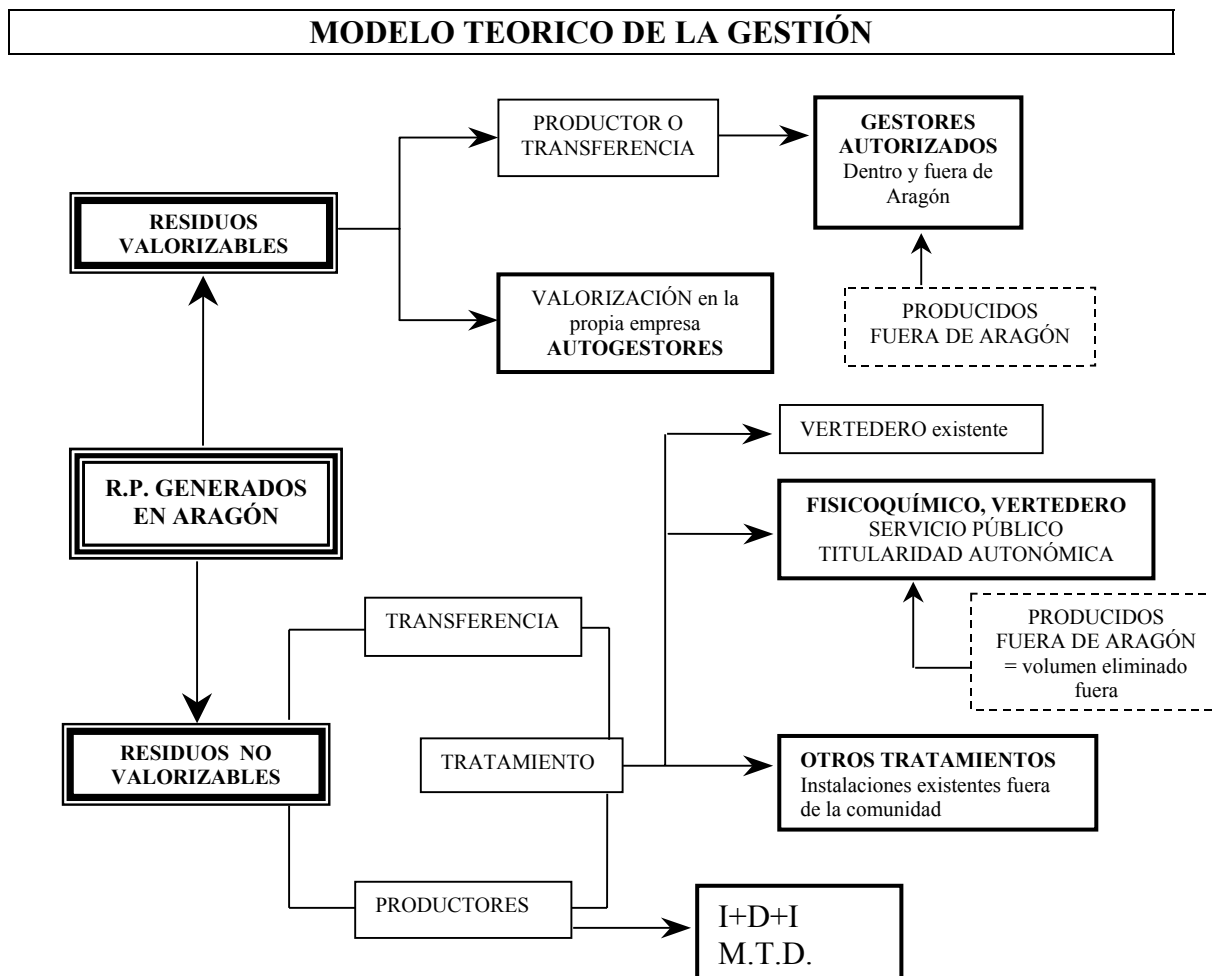 MODELO TEORICO DE LA GESTIÓN
PRODUCTOR O
TRANSFERENCIA
GESTORES
AUTORIZADOS
Dentro y fuera de
Aragón
RESIDUOS
VALORIZABLES
VALORIZACIÓN en la
propia empresa
AUTOGESTORES
PRODUCIDOS
FUERA DE ARAGÓN
VERTEDERO existente
R.P. GENERADOS
EN ARAGÓN
FISICOQUÍMICO, VERTEDERO
SERVICIO PÚBLICO
TITULARIDAD AUTONÓMICA
TRANSFERENCIA
PRODUCIDOS
FUERA DE ARAGÓN
= volumen eliminado
fuera
RESIDUOS NO
VALORIZABLES
TRATAMIENTO
OTROS TRATAMIENTOS
Instalaciones existentes fuera
de la comunidad
PRODUCTORES
I+D+I
M.T.D.